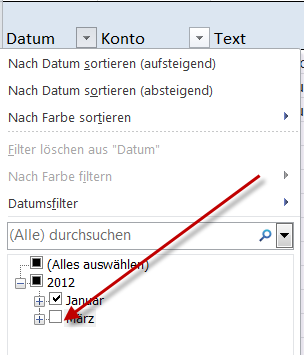 Datum Konto Text
Nach Datum sortieren (aufsteigend)
Nach Datum sortieren (absteigend)
Nach Farbe sortieren
Filter löschen aus "Datum"
Nach Farbe filtern
Datumsfilter
(Alle) durchsuchen
(Alles auswählen)
2012
Januar
März